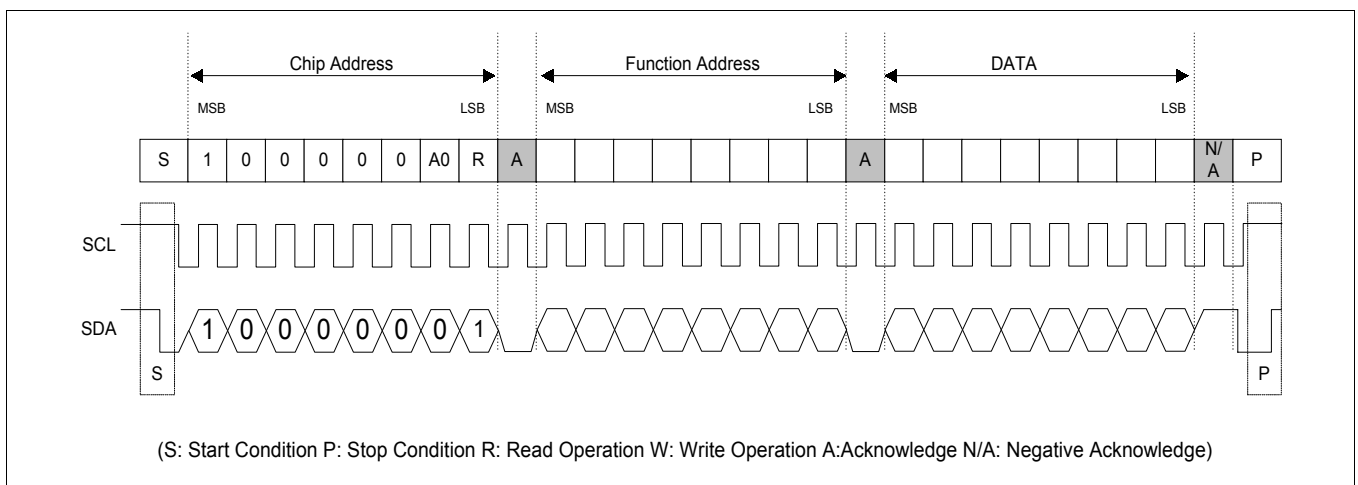 Chip Address Function Address DATA
MSB LSB MSB LSB MSB LSB
S 1 0 0 0 0 0 A0 R A A N/A P
SCL
SDA 1 0 0 0 0 0 0 1
S P
(S: Start Condition P: Stop Condition R: Read Operation W: Write Operation A:Acknowledge N/A: Negative Acknowledge)